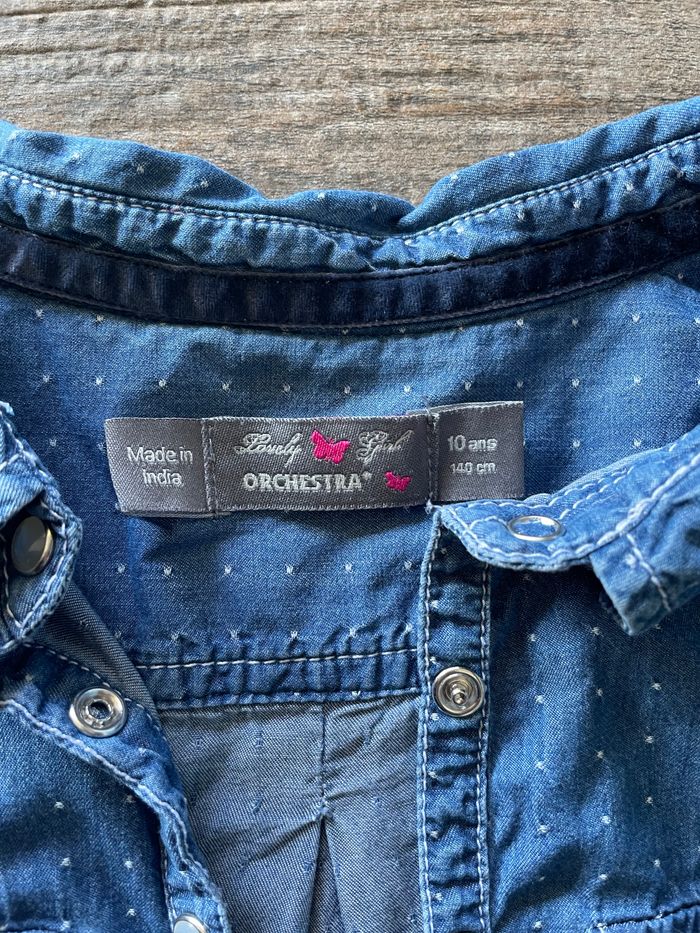 Made in
India
Lovely Girl
ORCHESTRA®
10 ans
140 cm